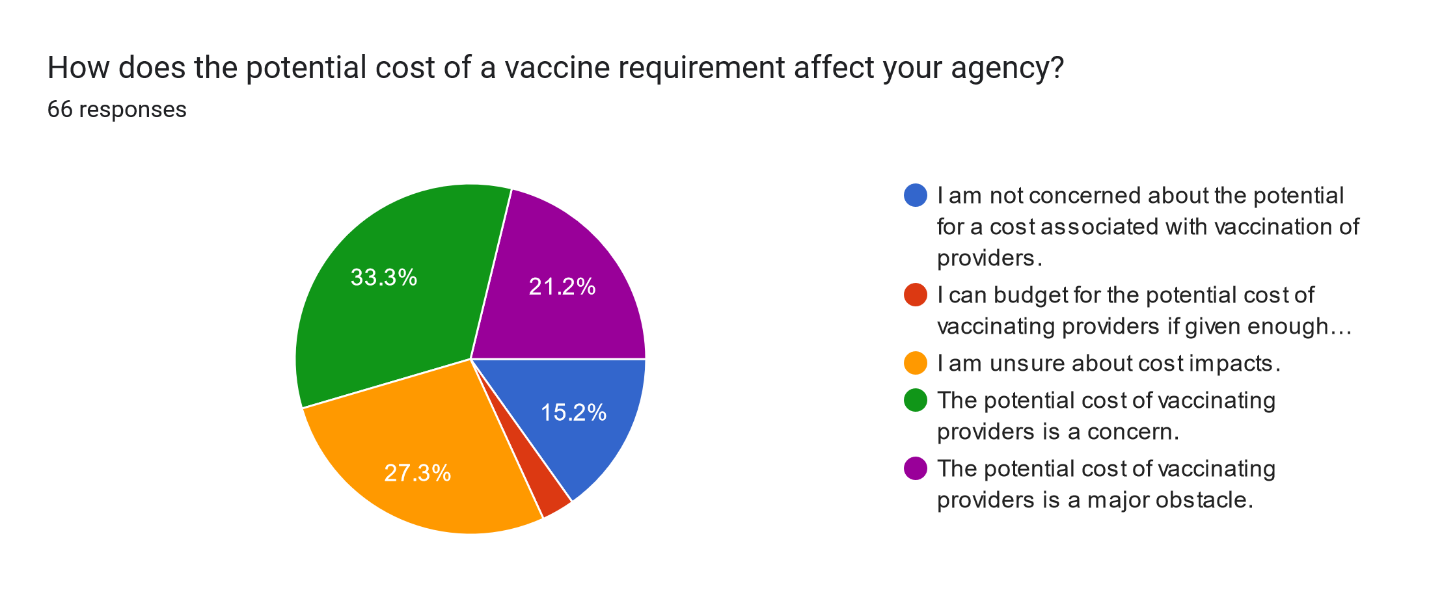 How does the potential cost of a vaccine requirement affect your agency?
66 responses
33.3%
21.2%
15.2%
27.3%
I am not concerned about the potential
for a cost associated with vaccination of
providers.
I can budget for the potential cost of
vaccinating providers if given enough…
I am unsure about cost impacts.
The potential cost of vaccinating
providers is a concern.
The potential cost of vaccinating
providers is a major obstacle.